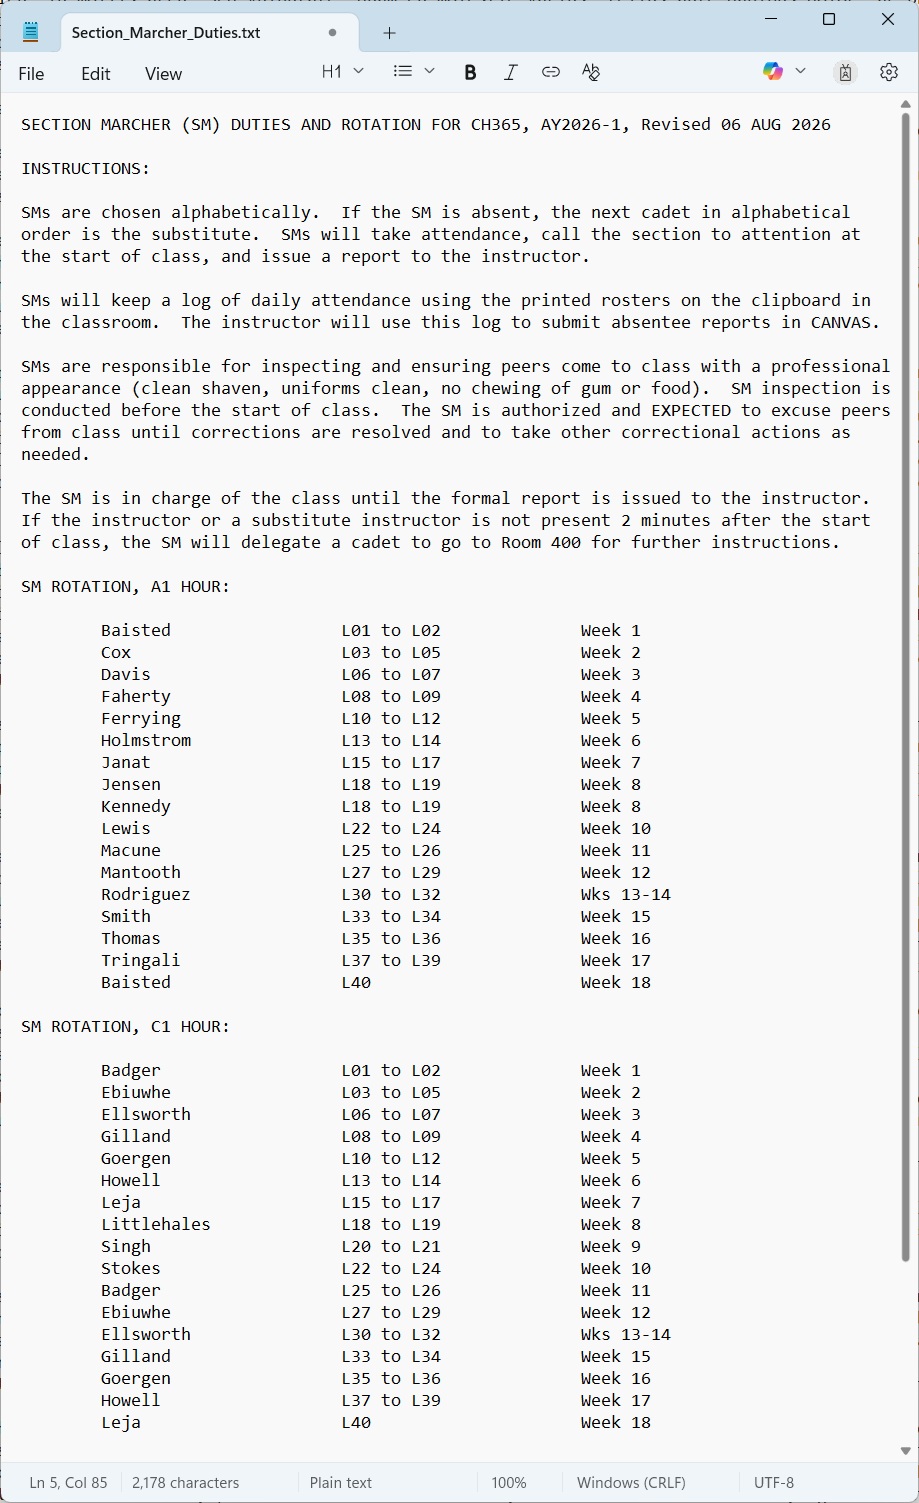 Section_Marcher_Duties.txt
File Edit View H1 B I
SECTION MARCHER (SM) DUTIES AND ROTATION FOR CH365, AY2026-1, Revised 06 AUG 2026
INSTRUCTIONS:
SMs are chosen alphabetically.  If the SM is absent, the next cadet in alphabetical
order is the substitute.  SMs will take attendance, call the section to attention at
the start of class, and issue a report to the instructor.
SMs will keep a log of daily attendance using the printed rosters on the clipboard in
the classroom.  The instructor will use this log to submit absentee reports in CANVAS.
SMs are responsible for inspecting and ensuring peers come to class with a professional
appearance (clean shaven, uniforms clean, no chewing of gum or food).  SM inspection is
conducted before the start of class.  The SM is authorized and EXPECTED to excuse peers
from class until corrections are resolved and to take other correctional actions as
needed.
The SM is in charge of the class until the formal report is issued to the instructor.
If the instructor or a substitute instructor is not present 2 minutes after the start
of class, the SM will delegate a cadet to go to Room 400 for further instructions.
SM ROTATION, A1 HOUR:
Baisted L01 to L02 Week 1
Cox L03 to L05 Week 2
Davis L06 to L07 Week 3
Faherty L08 to L09 Week 4
Ferrying L10 to L12 Week 5
Holmstrom L13 to L14 Week 6
Janat L15 to L17 Week 7
Jensen L18 to L19 Week 8
Kennedy L18 to L19 Week 8
Lewis L22 to L24 Week 10
Macune L25 to L26 Week 11
Mantooth L27 to L29 Week 12
Rodriguez L30 to L32 Wks 13-14
Smith L33 to L34 Week 15
Thomas L35 to L36 Week 16
Tringali L37 to L39 Week 17
Baisted L40 Week 18
SM ROTATION, C1 HOUR:
Badger L01 to L02 Week 1
Ebiuwhe L03 to L05 Week 2
Ellsworth L06 to L07 Week 3
Gilland L08 to L09 Week 4
Goergen L10 to L12 Week 5
Howell L13 to L14 Week 6
Leja L15 to L17 Week 7
Littlehales L18 to L19 Week 8
Singh L20 to L21 Week 9
Stokes L22 to L24 Week 10
Badger L25 to L26 Week 11
Ebiuwhe L27 to L29 Week 12
Ellsworth L30 to L32 Wks 13-14
Gilland L33 to L34 Week 15
Goergen L35 to L36 Week 16
Howell L37 to L39 Week 17
Leja L40 Week 18
Ln 5, Col 85 2,178 characters Plain text 100% Windows (CRLF) UTF-8